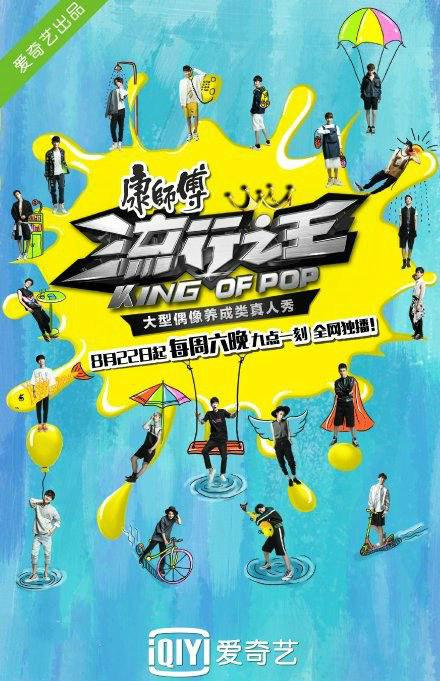 爱奇艺出品
康師傅
流行之王
KING OF POP
大型偶像养成类真人秀
8月22日起 每周六晚 九点一刻 全网独播!
iQIYI 爱奇艺